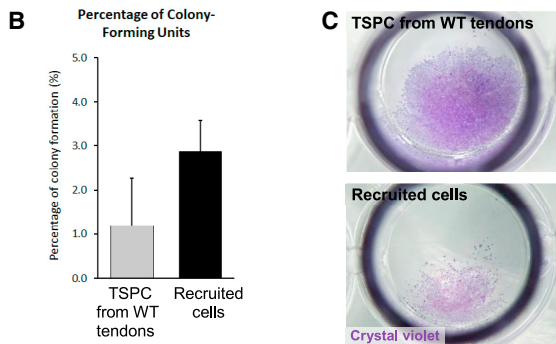 B
Percentage of Colony-
Forming Units
Percentage of colony formation (%)
5.0
4.0
3.0
2.0
1.0
0.0
TSPC
from WT
tendons
Recruited
cells
C
TSPC from WT tendons
Recruited cells
Crystal violet